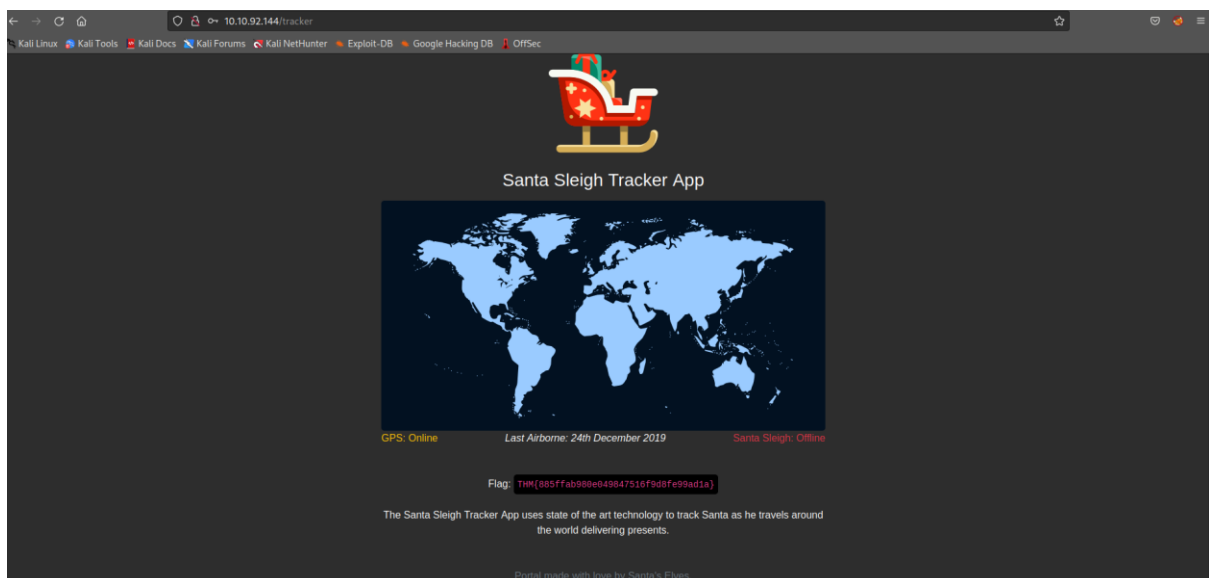 10.10.92.144/tracker
Kali Linux Kali Tools Kali Docs Kali Forums Kali NetHunter Exploit-DB Google Hacking DB OffSec
Santa Sleigh Tracker App
GPS: Online Last Airborne: 24th December 2019 Santa Sleigh: Offline
Flag: THM{885ffab980e049847516f9d8fe99ad1a}
The Santa Sleigh Tracker App uses state of the art technology to track Santa as he travels around
the world delivering presents.
Portal made with love by Santa's Elves